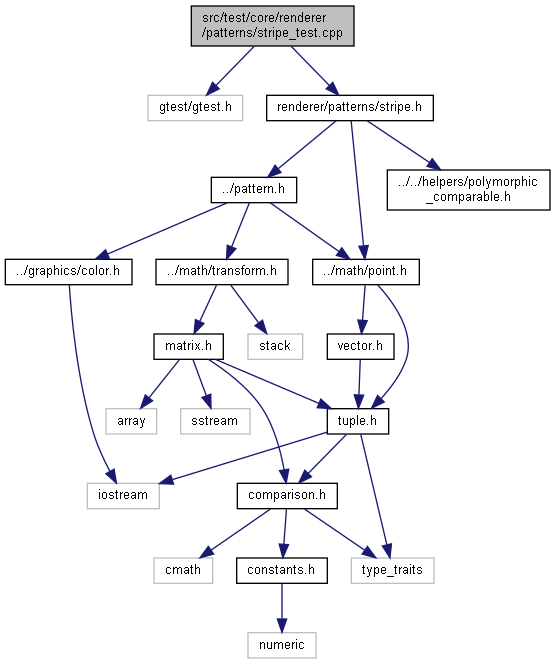 src/test/core/renderer
/patterns/stripe_test.cpp
gtest/gtest.h
renderer/patterns/stripe.h
../pattern.h
../../helpers/polymorphic
_comparable.h
../graphics/color.h
../math/transform.h
../math/point.h
matrix.h
stack
vector.h
array
sstream
tuple.h
iostream
comparison.h
cmath
constants.h
type_traits
numeric